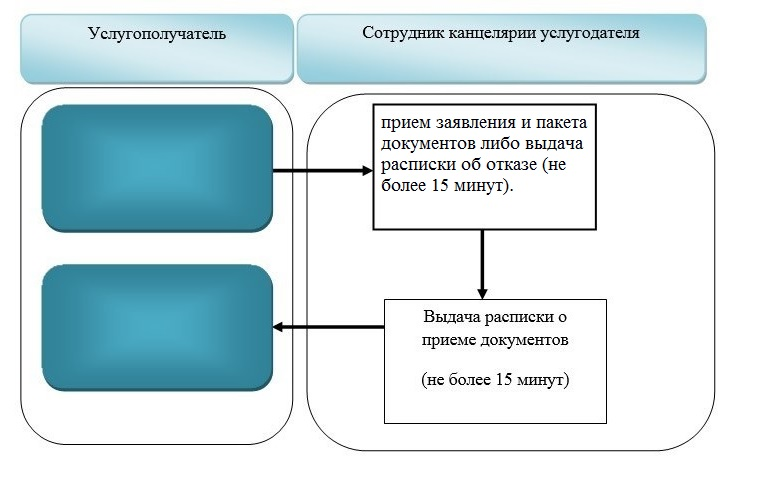 Услугополучатель
Сотрудник канцелярии услугодателя
прием заявления и пакета
документов либо выдача
расписки об отказе (не
более 15 минут).
Выдача расписки о
приеме документов
(не более 15 минут)